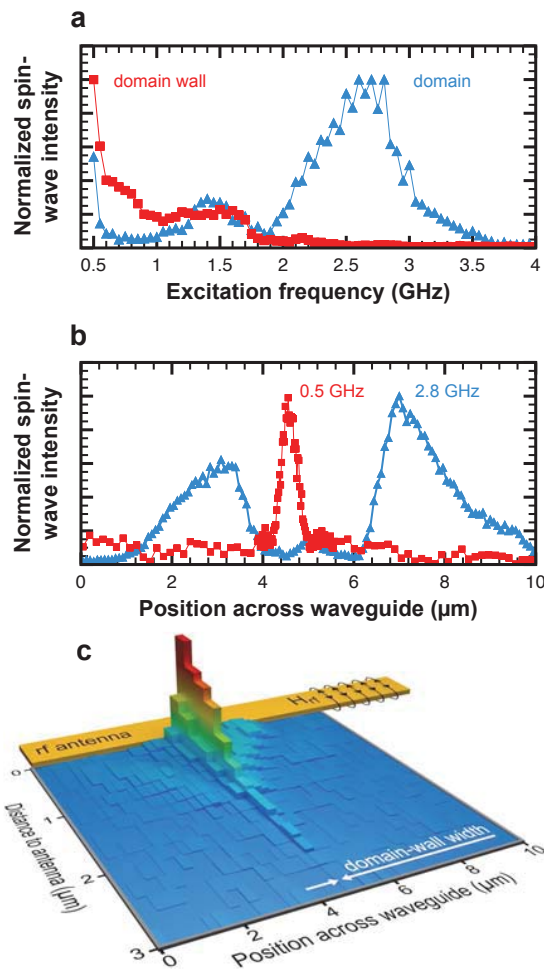 a
Normalized spin-
wave intensity
domain wall
domain
0.5
1
1.5
2
2.5
3
3.5
4
Excitation frequency (GHz)
b
Normalized spin-
wave intensity
0.5 GHz
2.8 GHz
0
2
4
6
8
10
Position across waveguide (µm)
c
rf antenna
Hrf
0
1
2
3
Distance to antenna (µm)
domain-wall width
0
2
4
6
8
10
Position across waveguide (µm)